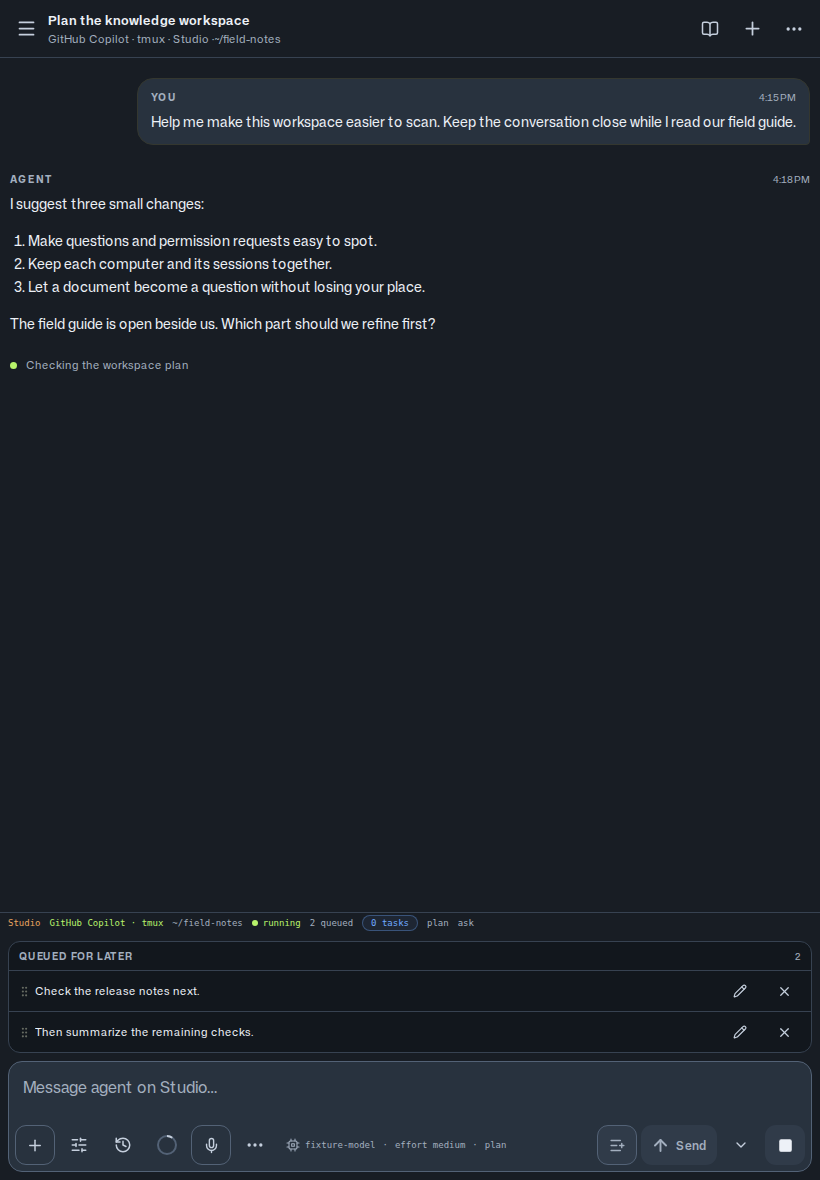 Plan the knowledge workspace
GitHub Copilot · tmux · Studio ·~/field-notes
YOU 4:15 PM
Help me make this workspace easier to scan. Keep the conversation close while I read our field guide.
AGENT 4:18 PM
I suggest three small changes:
1. Make questions and permission requests easy to spot.
2. Keep each computer and its sessions together.
3. Let a document become a question without losing your place.
The field guide is open beside us. Which part should we refine first?
Checking the workspace plan
Studio GitHub Copilot · tmux ~/field-notes running 2 queued 0 tasks plan ask
QUEUED FOR LATER 2
Check the release notes next.
Then summarize the remaining checks.
Message agent on Studio...
fixture-model · effort medium · plan Send